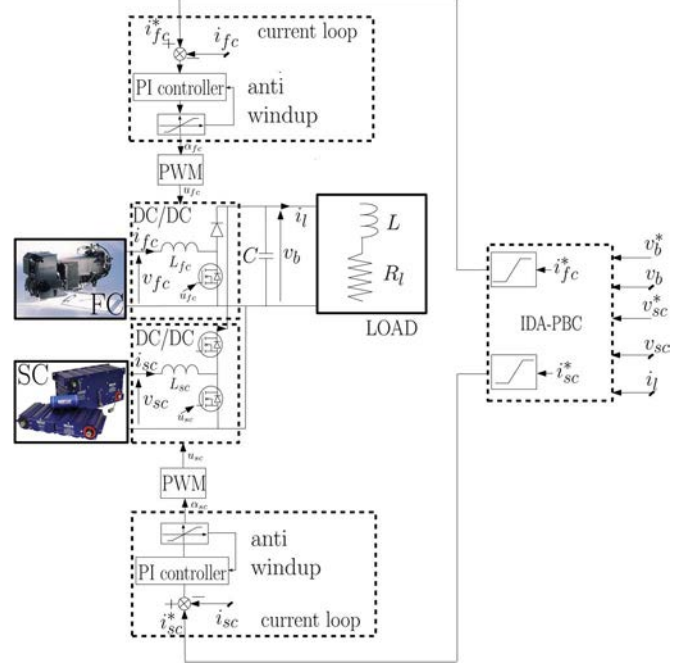 i*fc
+
−
ifc
current loop
PI controller
anti
windup
αfc
PWM
ufc
DC/DC
ifc
Lfc
vfc
ufc
FC
C
vb
il
L
Rl
LOAD
DC/DC
SC
isc
Lsc
vsc
usc
usc
PWM
αsc
anti
windup
PI controller
+
−
i*sc
isc
current loop
i*fc
IDA-PBC
i*sc
v*b
vb
v*sc
vsc
il